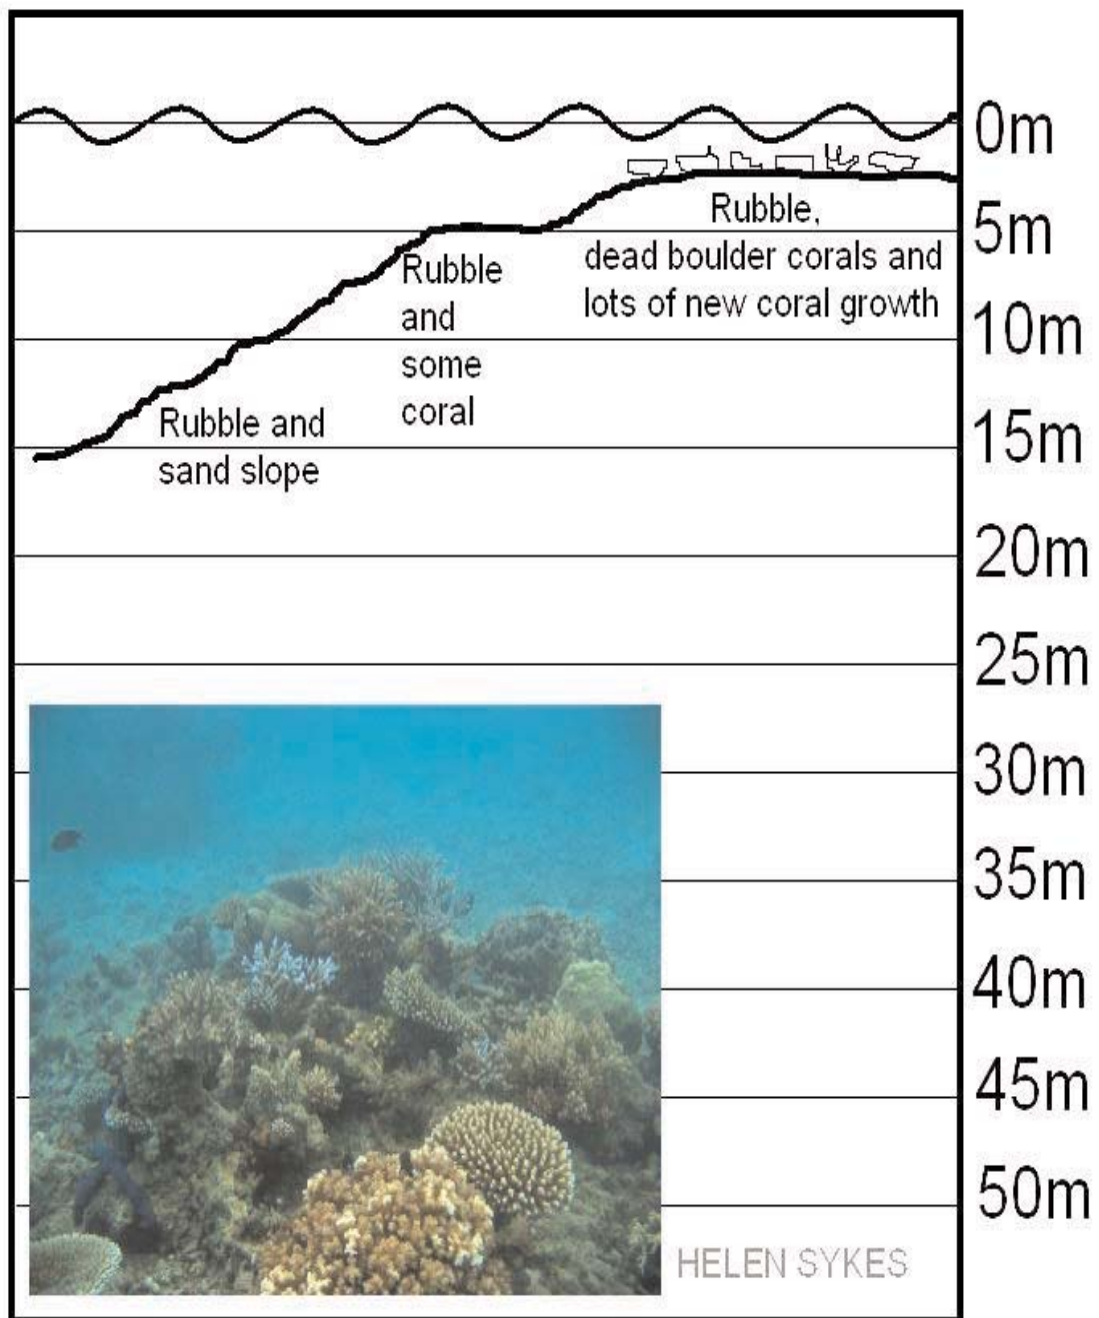 0m
Rubble,
dead boulder corals and
lots of new coral growth
5m
Rubble
and
some
coral
10m
Rubble and
sand slope
15m
20m
25m
30m
35m
40m
45m
50m
HELEN SYKES